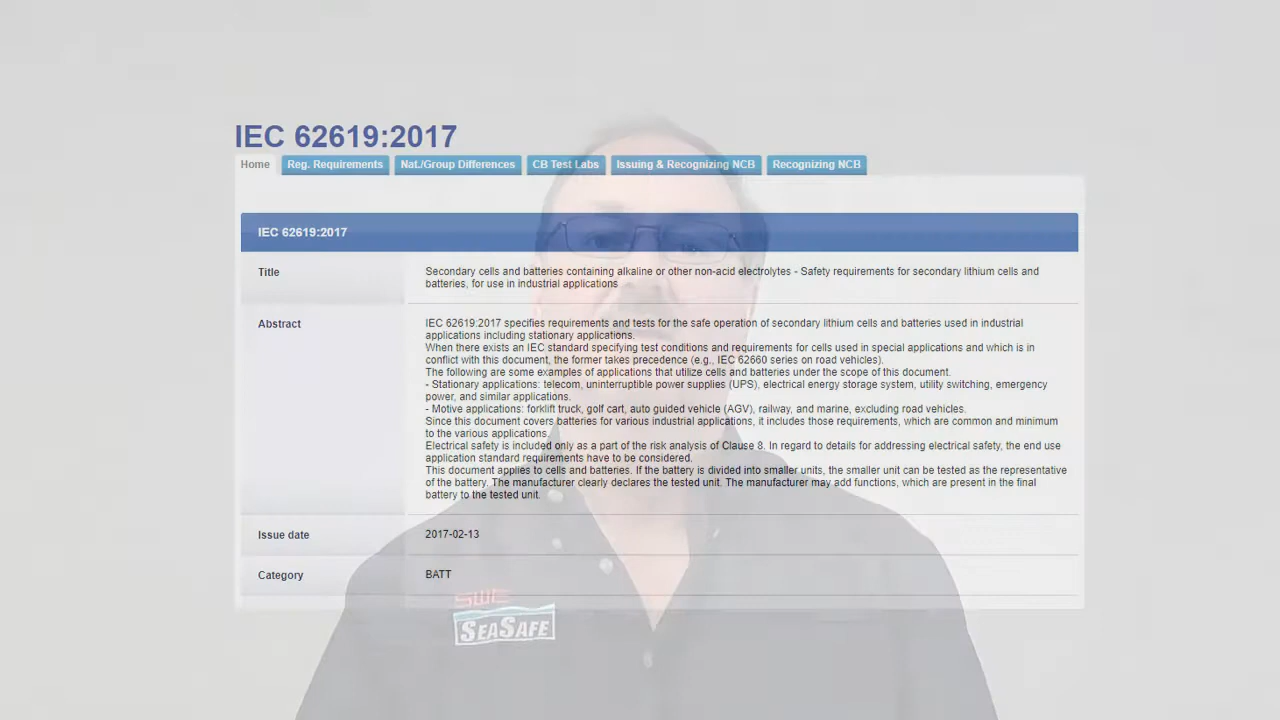 IEC 62619:2017
Home Reg. Requirements Nat./Group Differences CB Test Labs Issuing & Recognizing NCB Recognizing NCB
IEC 62619:2017
Title
Secondary cells and batteries containing alkaline or other non-acid electrolytes - Safety requirements for secondary lithium cells and
batteries, for use in industrial applications
Abstract
IEC 62619:2017 specifies requirements and tests for the safe operation of secondary lithium cells and batteries used in industrial
applications including stationary applications.
When there exists an IEC standard specifying test conditions and requirements for cells used in special applications and which is in
conflict with this document, the former takes precedence (e.g., IEC 62660 series on road vehicles).
The following are some examples of applications that utilize cells and batteries under the scope of this document.
- Stationary applications: telecom, uninterruptible power supplies (UPS), electrical energy storage system, utility switching, emergency
power, and similar applications.
- Motive applications: forklift truck, golf cart, auto guided vehicle (AGV), railway, and marine, excluding road vehicles.
Since this document covers batteries for various industrial applications, it includes those requirements, which are common and minimum
to the various applications.
Electrical safety is included only as a part of the risk analysis of Clause 8. In regard to details for addressing electrical safety, the end use
application standard requirements have to be considered.
This document applies to cells and batteries. If the battery is divided into smaller units, the smaller unit can be tested as the representative
of the battery. The manufacturer clearly declares the tested unit. The manufacturer may add functions, which are present in the final
battery to the tested unit.
Issue date
2017-02-13
Category
BATT
SWE
SEASAFE